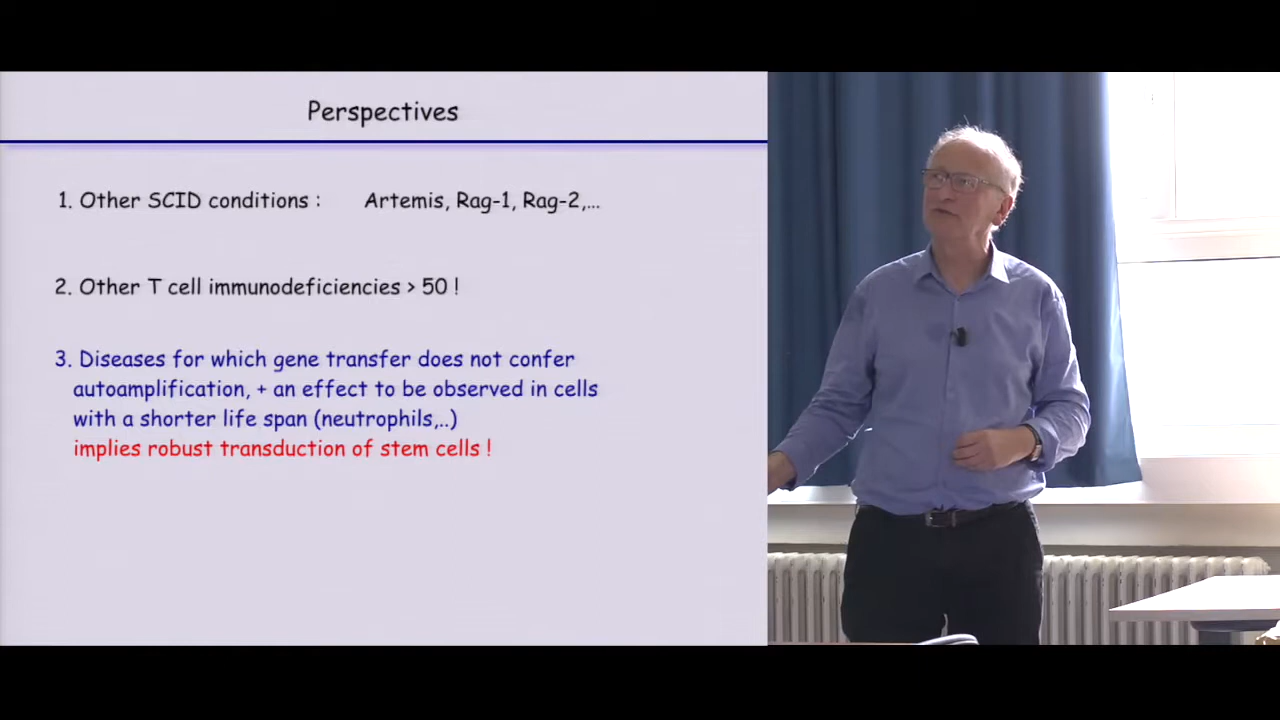 Perspectives
1. Other SCID conditions : Artemis, Rag-1, Rag-2,...
2. Other T cell immunodeficiencies > 50 !
3. Diseases for which gene transfer does not confer
autoamplification, + an effect to be observed in cells
with a shorter life span (neutrophils,..)
implies robust transduction of stem cells !